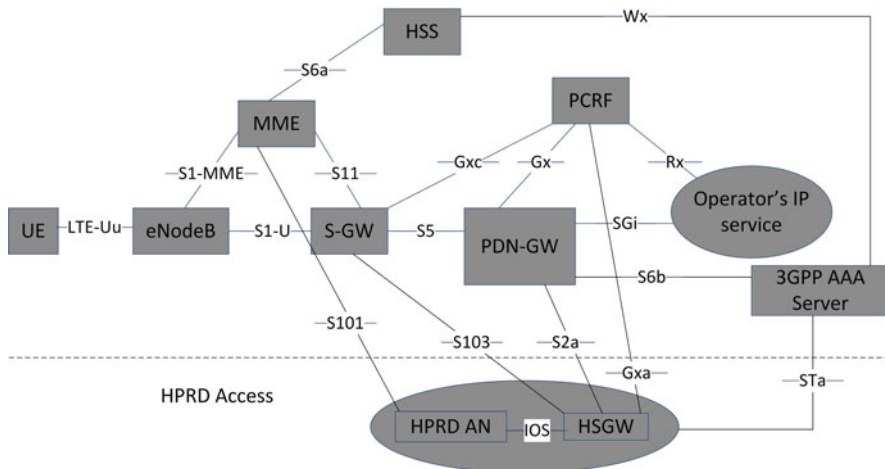 HSS
Wx
S6a
PCRF
MME
Gxc
Gx
Rx
S1-MME
S11
Operator's IP
service
UE
LTE-Uu
eNodeB
S1-U
S-GW
S5
PDN-GW
SGi
S6b
3GPP AAA
Server
S101
S103
S2a
Gxa
STa
HPRD Access
HPRD AN
IOS
HSGW